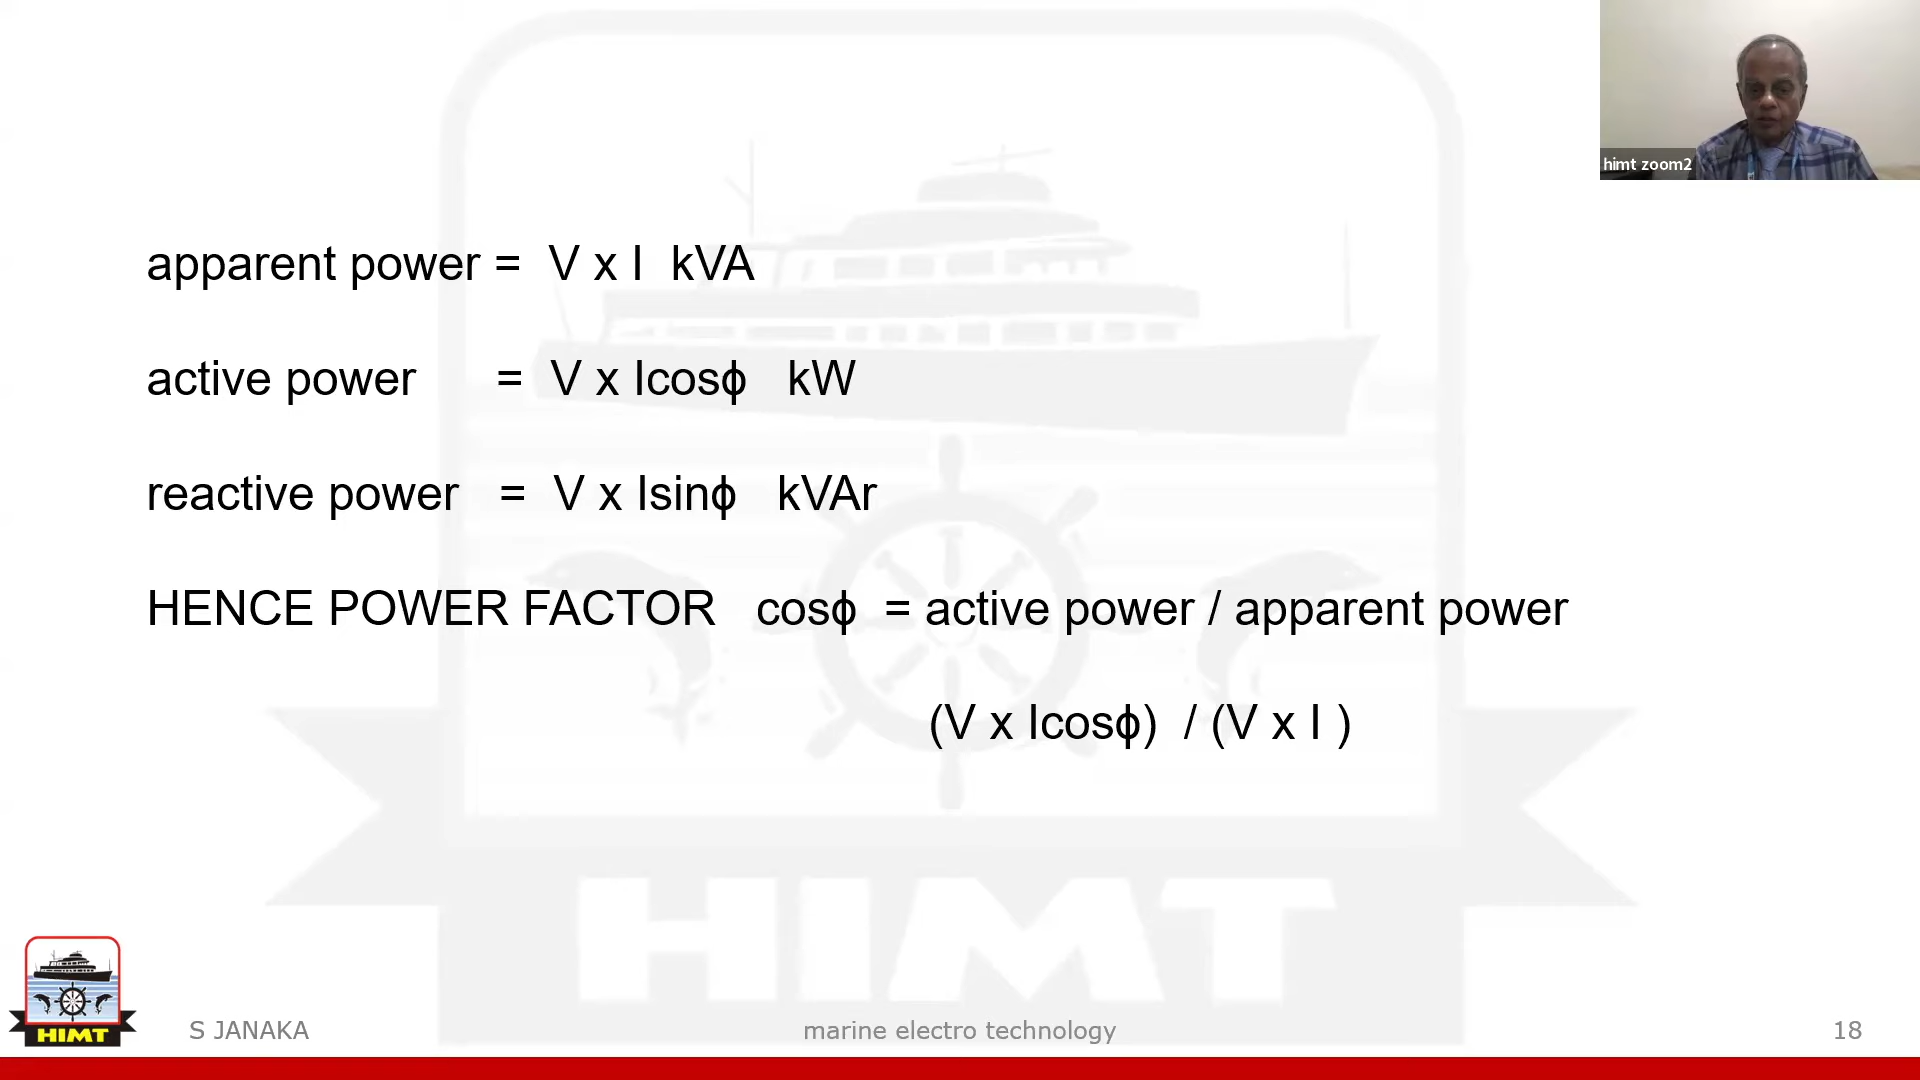 himt zoom2
apparent power = V x I kVA
active power = V x Icosϕ kW
reactive power = V x Isinϕ kVAr
HENCE POWER FACTOR cosϕ = active power / apparent power
(V x Icosϕ) / (V x I )
HIMT
HIMT
S JANAKA
marine electro technology
18